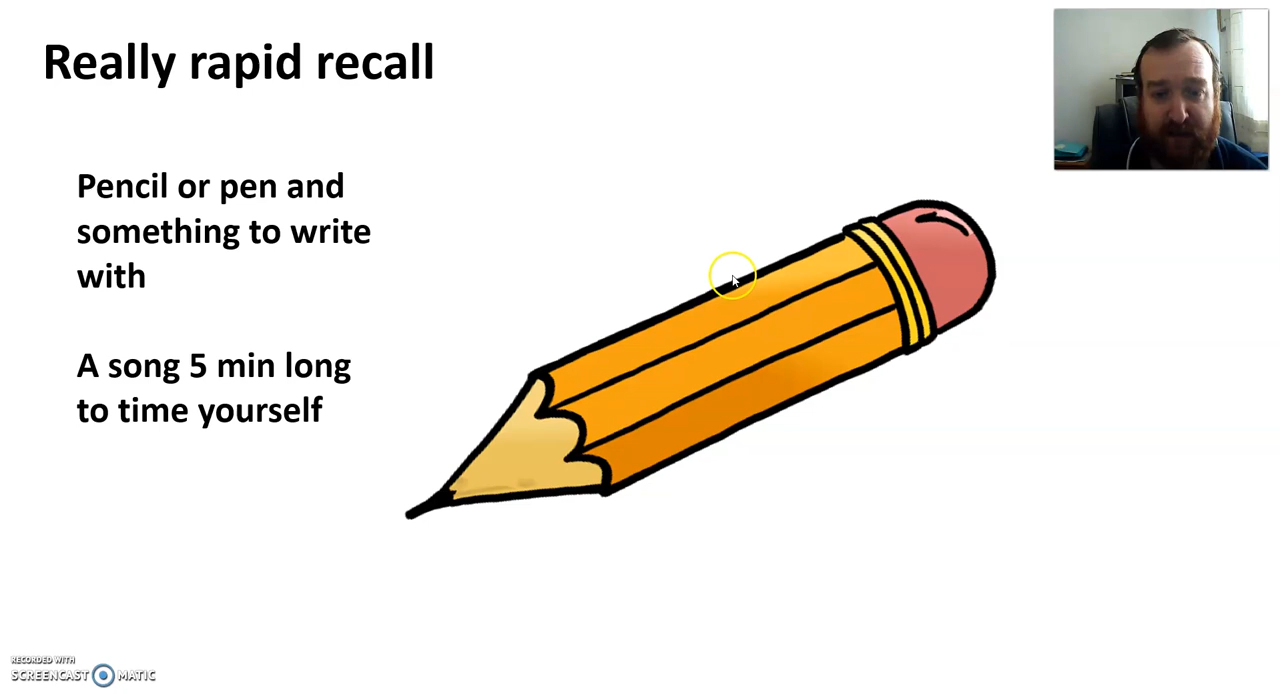 Really rapid recall
Pencil or pen and
something to write
with
A song 5 min long
to time yourself
RECORDED WITH
SCREENCAST MATIC